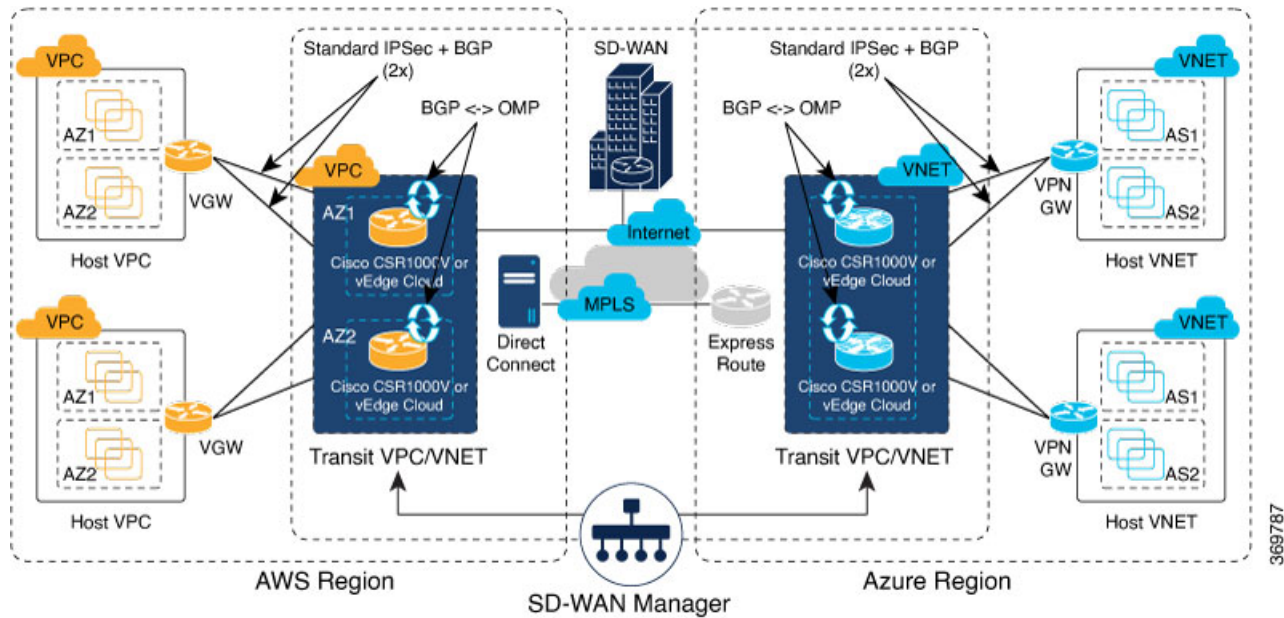 VPC
AZ1
AZ2
VGW
Host VPC
VPC
AZ1
AZ2
VGW
Host VPC
Standard IPSec + BGP
(2x)
BGP <-> OMP
VPC
AZ1
Cisco CSR1000V or
vEdge Cloud
AZ2
Cisco CSR1000V or
vEdge Cloud
Transit VPC/VNET
SD-WAN
Internet
MPLS
Direct
Connect
Express
Route
Standard IPSec + BGP
(2x)
BGP <-> OMP
VNET
Cisco CSR1000V or
vEdge Cloud
Cisco CSR1000V or
vEdge Cloud
Transit VPC/VNET
VNET
AS1
AS2
VPN
GW
Host VNET
VNET
AS1
AS2
VPN
GW
Host VNET
AWS Region
SD-WAN Manager
Azure Region
369787